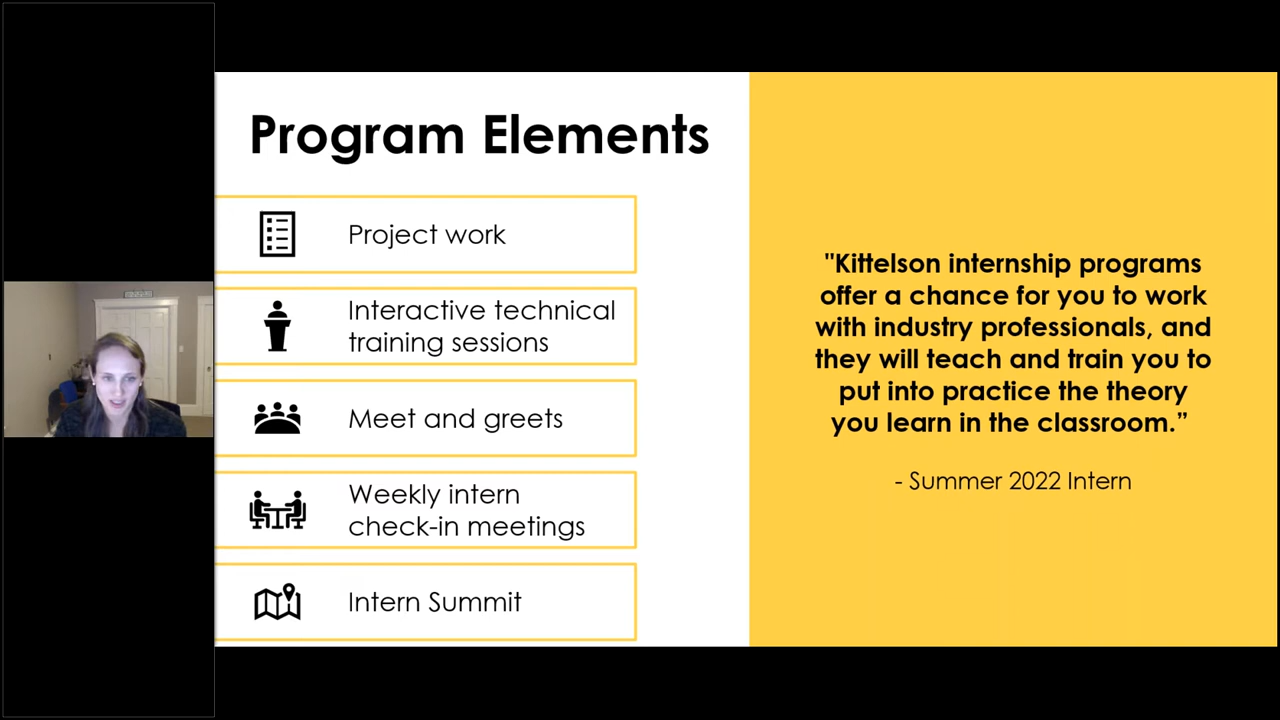 Program Elements
Project work
Interactive technical
training sessions
Meet and greets
Weekly intern
check-in meetings
Intern Summit
"Kittelson internship programs
offer a chance for you to work
with industry professionals, and
they will teach and train you to
put into practice the theory
you learn in the classroom.”
- Summer 2022 Intern